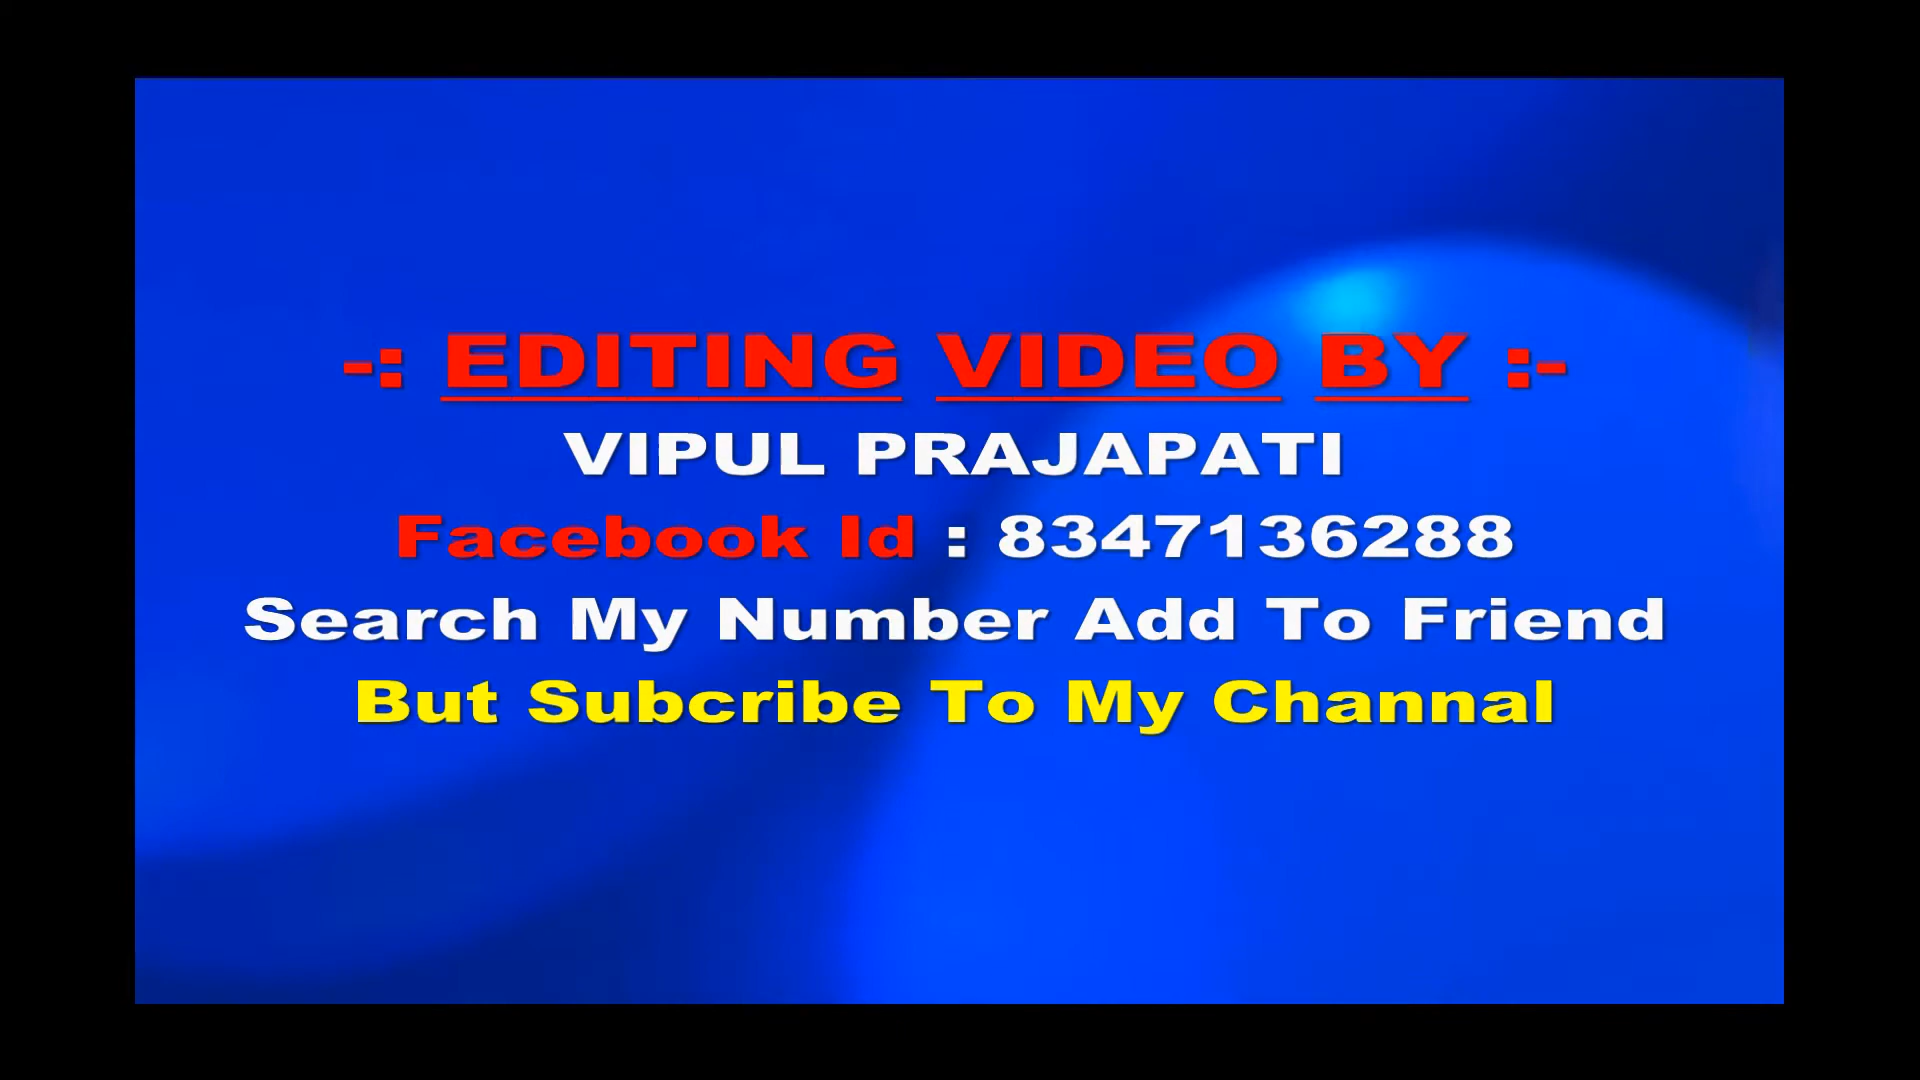 -: EDITING VIDEO BY :-
VIPUL PRAJAPATI
Facebook Id : 8347136288
Search My Number Add To Friend
But Subcribe To My Channal